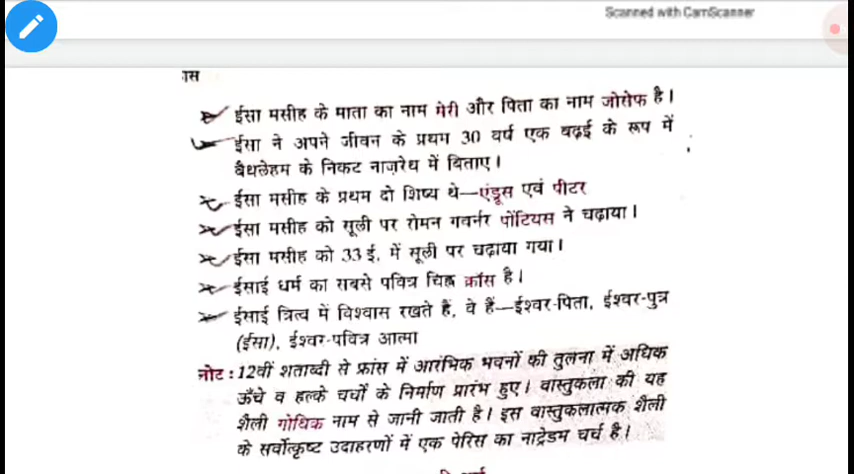 Scanned with CamScanner
ास
ईसा मसीह के माता का नाम मेरी और पिता का नाम जोसेफ है।
ईसा ने अपने जीवन के प्रथम 30 वर्ष एक बढ़ई के रूप में
बैथलेहम के निकट नाज़रेथ में बिताए।
ईसा मसीह के प्रथम दो शिष्य थे—एंड्रूस एवं पीटर
ईसा मसीह को सूली पर रोमन गवर्नर पोंटियस ने चढ़ाया।
ईसा मसीह को 33 ई. में सूली पर चढ़ाया गया।
ईसाई धर्म का सबसे पवित्र चिह्न क्रॉस है।
ईसाई त्रित्व में विश्वास रखते हैं, वे हैं—ईश्वर-पिता, ईश्वर-पुत्र
(ईसा), ईश्वर-पवित्र आत्मा
नोट : 12वीं शताब्दी से फ्रांस में आरंभिक भवनों की तुलना में अधिक
ऊँचे व हल्के चर्चों के निर्माण प्रारंभ हुए। वास्तुकला की यह
शैली गोथिक नाम से जानी जाती है। इस वास्तुकलात्मक शैली
के सर्वोत्कृष्ट उदाहरणों में एक पेरिस का नाट्रेडम चर्च है।